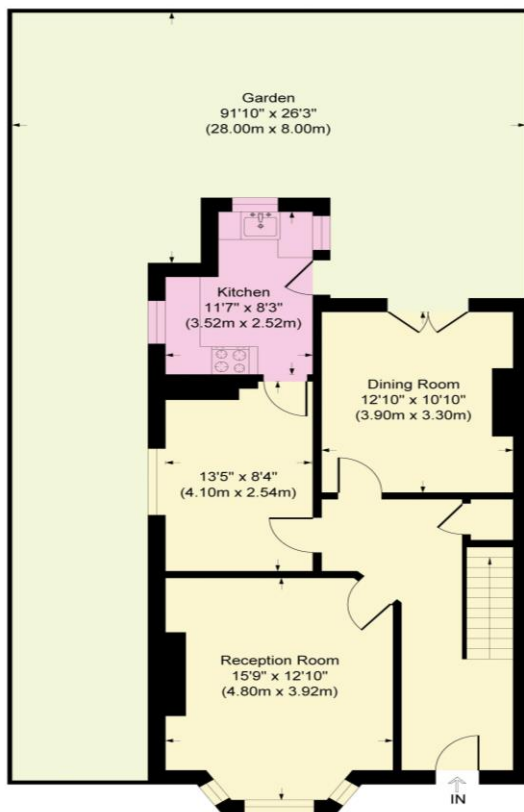 Garden
91'10" x 26'3"
(28.00m x 8.00m)
Kitchen
11'7" x 8'3"
(3.52m x 2.52m)
Dining Room
12'10" x 10'10"
(3.90m x 3.30m)
13'5" x 8'4"
(4.10m x 2.54m)
Reception Room
15'9" x 12'10"
(4.80m x 3.92m)
IN